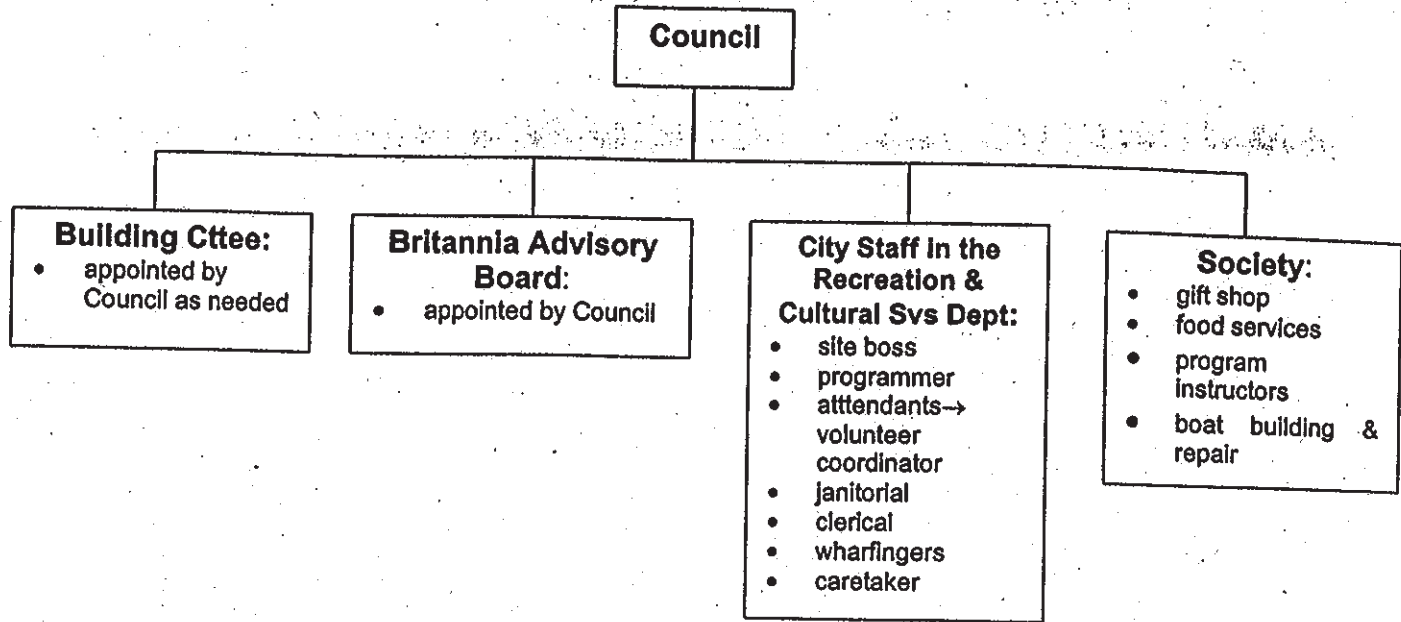 Council
Building Cttee:
• appointed by
Council as needed
Britannia Advisory
Board:
• appointed by Council
City Staff in the
Recreation &
Cultural Svs Dept:
• site boss
• programmer
• atttendants→
volunteer
coordinator
• janitorial
• clerical
• wharfingers
• caretaker
Society:
• gift shop
• food services
• program
instructors
• boat building &
repair